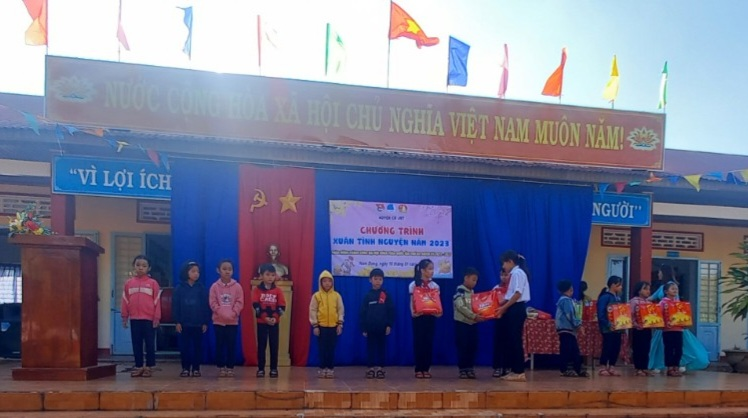 NƯỚC CỘNG HÒA XÃ HỘI CHỦ NGHĨA VIỆT NAM MUÔN NĂM!
"VÌ LỢI ÍCH
NGƯỜI"
CHƯƠNG TRÌNH
XUÂN TÌNH NGUYỆN NĂM 2023